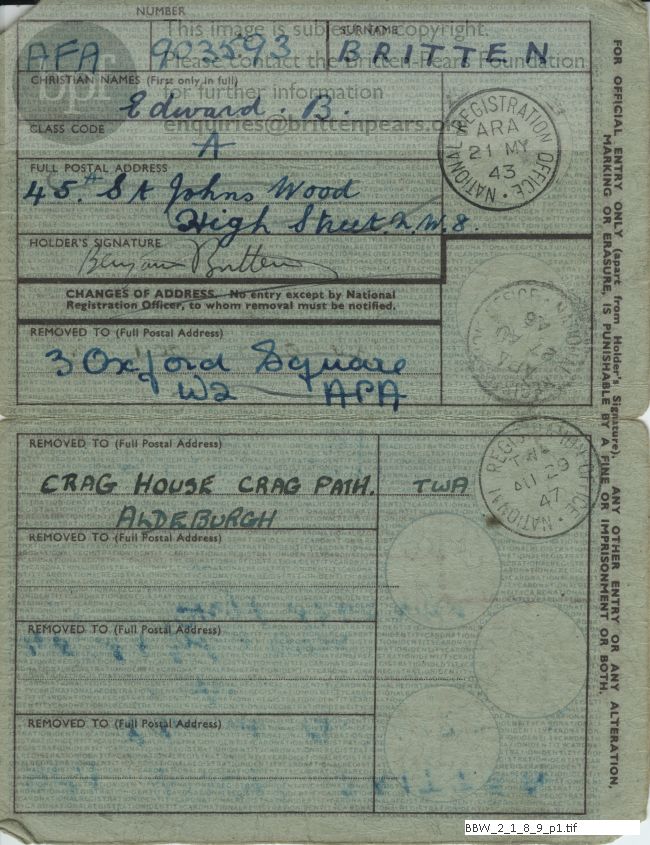 NUMBER
This image is subject to copyright.
AFA 903593
SURNAME
BRITTEN
Please contact the Britten-Pears Foundation
for further information
enquiries@brittenpears.org
bpf
CHRISTIAN NAMES (First only in full)
Edward. B.
CLASS CODE
A
FULL POSTAL ADDRESS
45.A St Johns Wood
High Street. N.W.8.
NATIONAL REGISTRATION OFFICE
ARA
21 MY
43
HOLDER'S SIGNATURE
Benjamin Britten
CHANGES OF ADDRESS. No entry except by National
Registration Officer, to whom removal must be notified.
REMOVED TO (Full Postal Address)
3 Oxford Square
W2 — APA
REMOVED TO (Full Postal Address)
CRAG HOUSE CRAG PATH. TWA
ALDEBURGH
NATIONAL REGISTRATION OFFICE
29
47
REMOVED TO (Full Postal Address)
REMOVED TO (Full Postal Address)
REMOVED TO (Full Postal Address)
FOR OFFICIAL ENTRY ONLY (apart from Holder's Signature). ANY OTHER ENTRY OR ANY ALTERATION,
MARKING OR ERASURE, IS PUNISHABLE BY A FINE OR IMPRISONMENT OR BOTH.
BBW_2_1_8_9_p1.tif